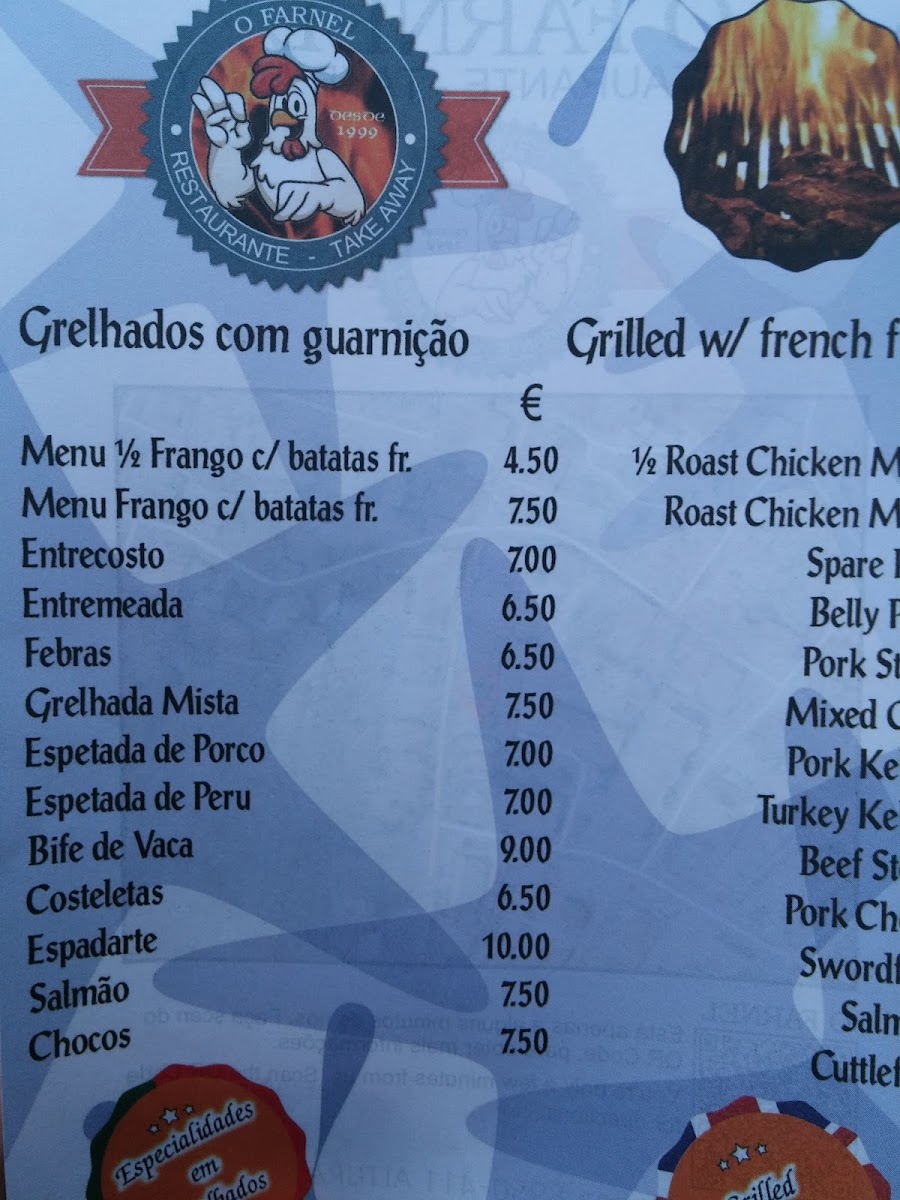 O FARNEL
DESDE
1999
RESTAURANTE - TAKE AWAY
Grelhados com guarnição
Grilled w/ french f
€
Menu ½ Frango c/ batatas fr. 4.50 ½ Roast Chicken M
Menu Frango c/ batatas fr. 7.50 Roast Chicken M
Entrecosto 7.00 Spare
Entremeada 6.50 Belly P
Febras 6.50 Pork St
Grelhada Mista 7.50 Mixed G
Espetada de Porco 7.00 Pork Ke
Espetada de Peru 7.00 Turkey Ke
Bife de Vaca 9.00 Beef St
Costeletas 6.50 Pork Ch
Espadarte 10.00 Swordf
Salmão 7.50 Salm
Chocos 7.50 Cuttlef
Especialidades
em
lhados
Grilled